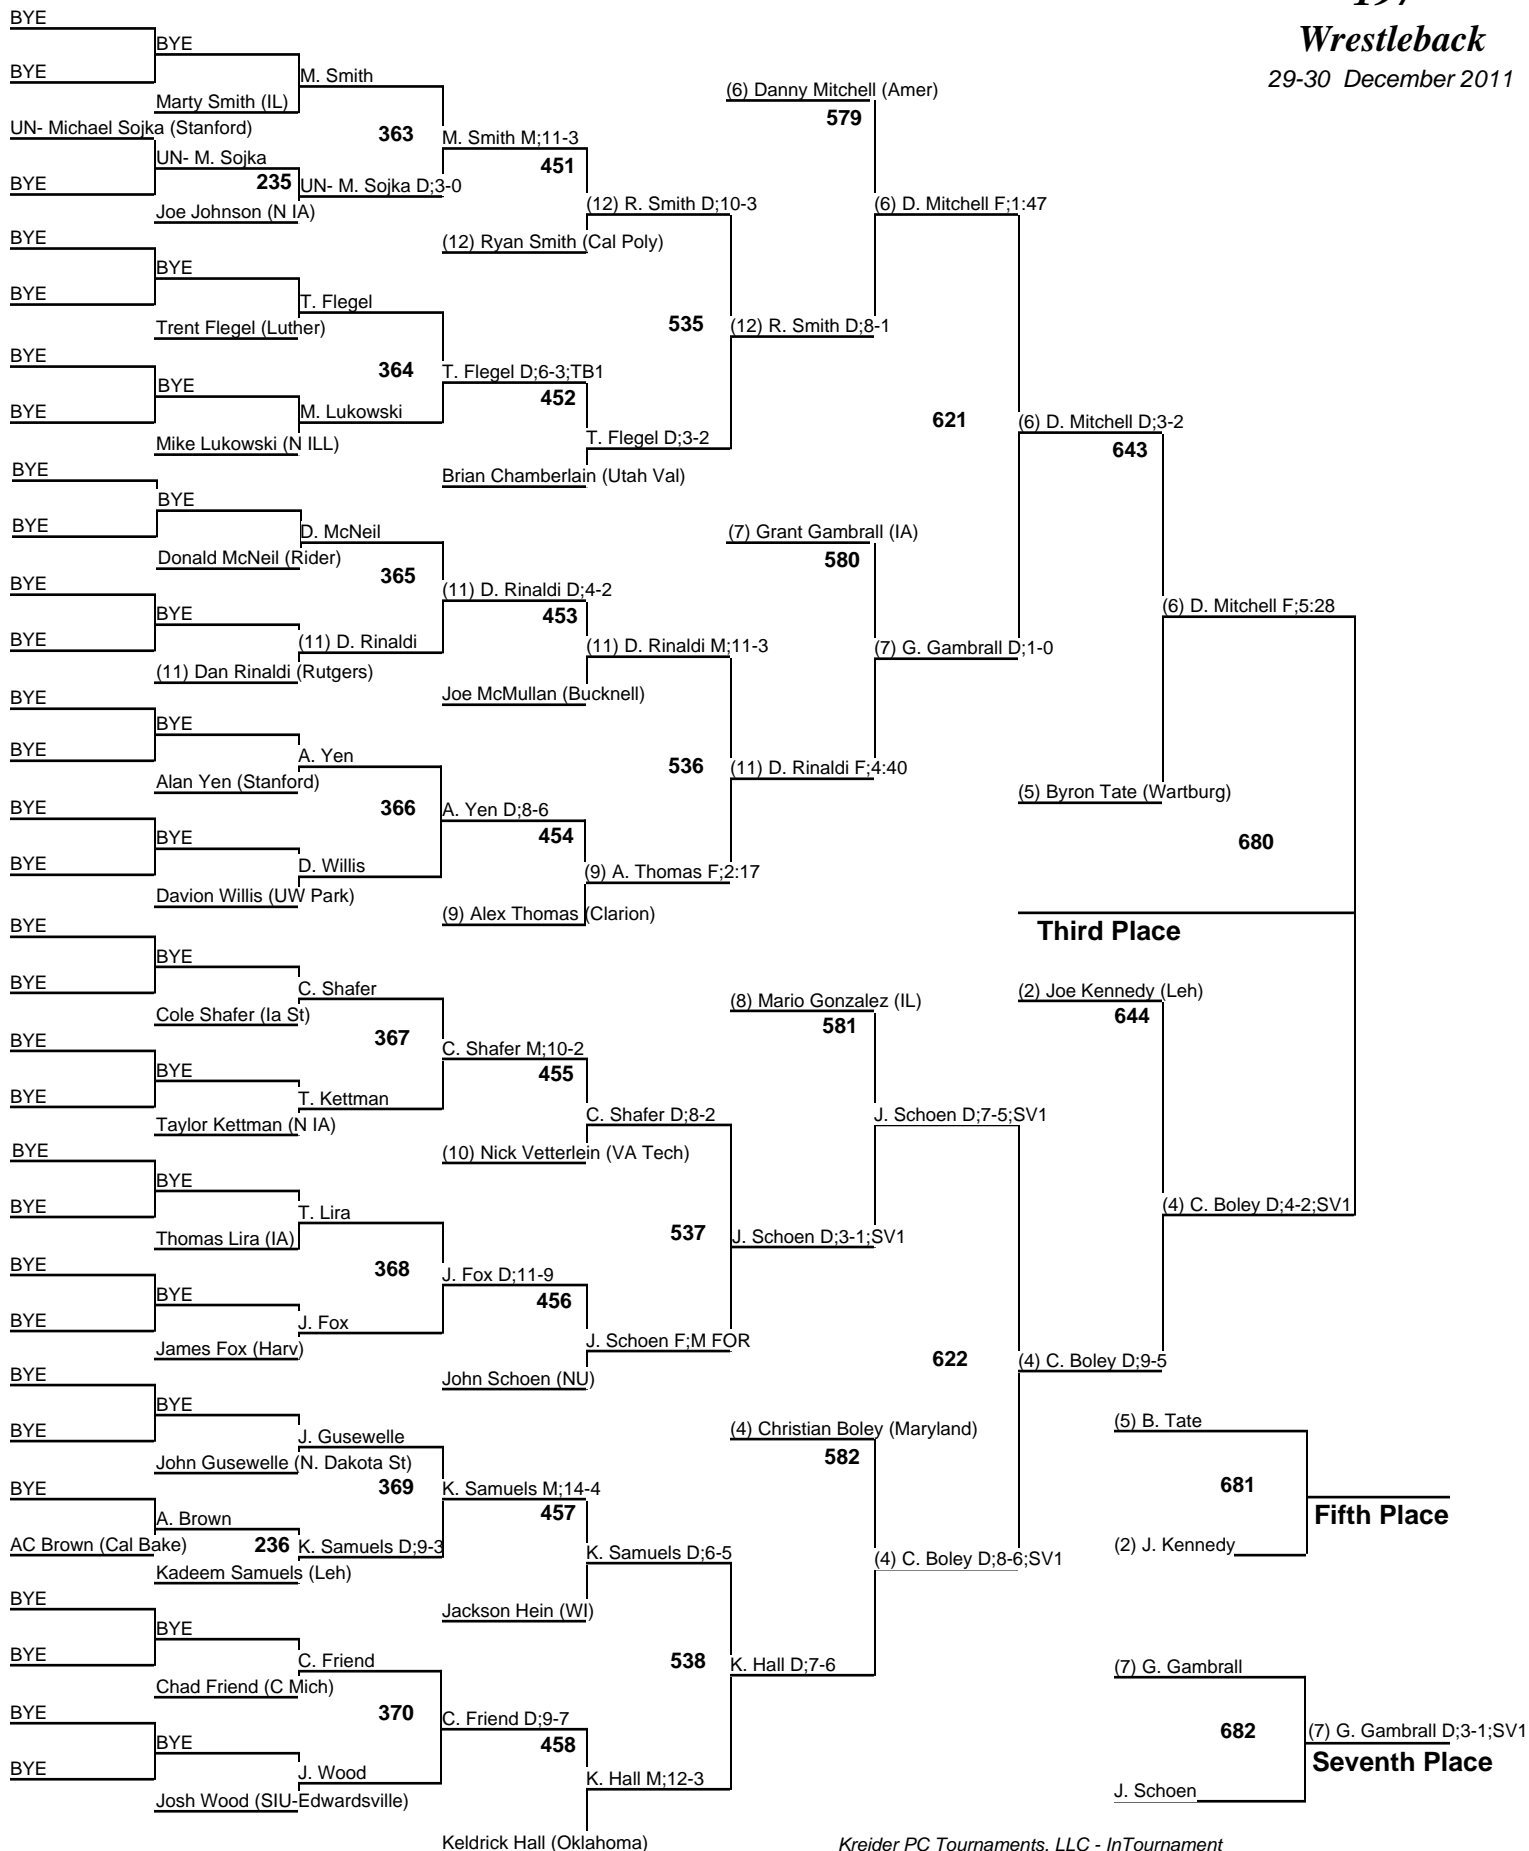 197
Wrestleback
29-30 December 2011
BYE
BYE
BYE
M. Smith
Marty Smith (IL)
UN- Michael Sojka (Stanford)
363
M. Smith M;11-3
UN- M. Sojka
451
235
UN- M. Sojka D;3-0
BYE
Joe Johnson (N IA)
(12) R. Smith D;10-3
(12) Ryan Smith (Cal Poly)
(6) Danny Mitchell (Amer)
579
(6) D. Mitchell F;1:47
BYE
BYE
BYE
T. Flegel
Trent Flegel (Luther)
535
(12) R. Smith D;8-1
BYE
364
T. Flegel D;6-3;TB1
BYE
452
M. Lukowski
BYE
Mike Lukowski (N ILL)
T. Flegel D;3-2
Brian Chamberlain (Utah Val)
621
(6) D. Mitchell D;3-2
643
BYE
BYE
BYE
D. McNeil
Donald McNeil (Rider)
(7) Grant Gambrall (IA)
580
365
(11) D. Rinaldi D;4-2
453
BYE
BYE
BYE
(11) D. Rinaldi
(11) Dan Rinaldi (Rutgers)
(11) D. Rinaldi M;11-3
Joe McMullan (Bucknell)
(7) G. Gambrall D;1-0
(6) D. Mitchell F;5:28
BYE
BYE
BYE
A. Yen
Alan Yen (Stanford)
536
(11) D. Rinaldi F;4:40
(5) Byron Tate (Wartburg)
366
A. Yen D;8-6
454
680
BYE
BYE
BYE
D. Willis
Davion Willis (UW Park)
(9) A. Thomas F;2:17
(9) Alex Thomas (Clarion)
Third Place
BYE
BYE
BYE
C. Shafer
Cole Shafer (Ia St)
(8) Mario Gonzalez (IL)
581
(2) Joe Kennedy (Leh)
644
367
C. Shafer M;10-2
455
BYE
BYE
BYE
T. Kettman
Taylor Kettman (N IA)
C. Shafer D;8-2
(10) Nick Vetterlein (VA Tech)
J. Schoen D;7-5;SV1
BYE
BYE
BYE
T. Lira
Thomas Lira (IA)
537
J. Schoen D;3-1;SV1
(4) C. Boley D;4-2;SV1
368
J. Fox D;11-9
456
BYE
BYE
BYE
J. Fox
James Fox (Harv)
J. Schoen F;M FOR
John Schoen (NU)
622
(4) C. Boley D;9-5
BYE
BYE
BYE
J. Gusewelle
John Gusewelle (N. Dakota St)
(4) Christian Boley (Maryland)
582
(5) B. Tate
681
Fifth Place
(2) J. Kennedy
369
K. Samuels M;14-4
457
BYE
A. Brown
AC Brown (Cal Bake)
236
K. Samuels D;9-3
Kadeem Samuels (Leh)
K. Samuels D;6-5
Jackson Hein (WI)
(4) C. Boley D;8-6;SV1
BYE
BYE
BYE
C. Friend
Chad Friend (C Mich)
538
K. Hall D;7-6
(7) G. Gambrall
370
C. Friend D;9-7
458
BYE
BYE
BYE
J. Wood
Josh Wood (SIU-Edwardsville)
K. Hall M;12-3
Keldrick Hall (Oklahoma)
682
(7) G. Gambrall D;3-1;SV1
Seventh Place
J. Schoen
Kreider PC Tournaments, LLC - InTournament